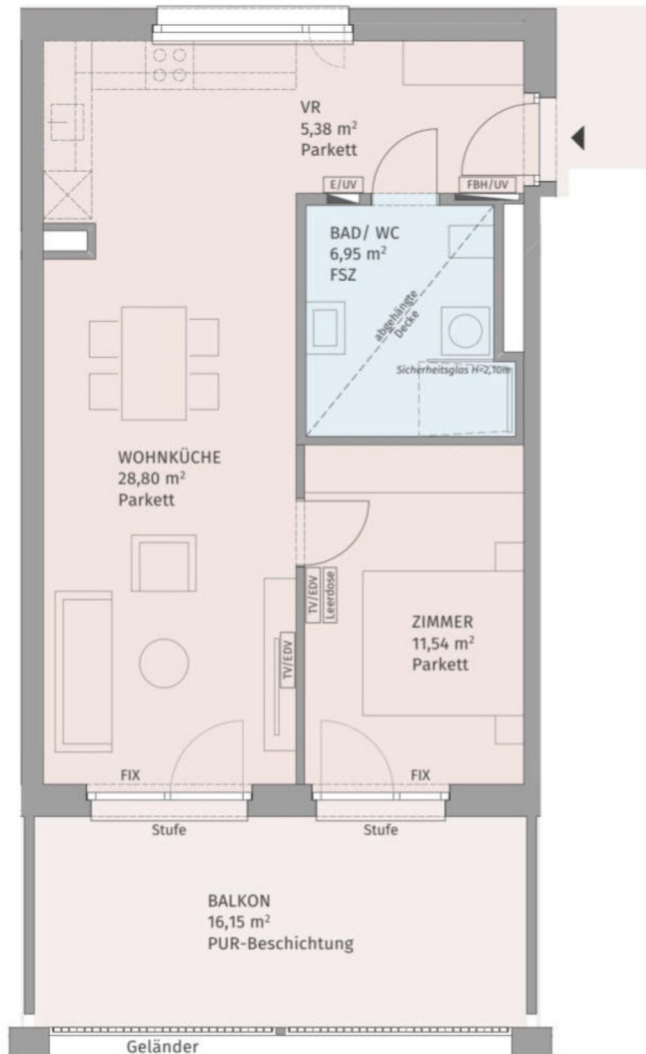 VR
5,38 m²
Parkett
E/UV
FBH/UV
BAD/ WC
6,95 m²
FSZ
abgehängte
Decke
Sicherheitsglas H=2,10m
WOHNKÜCHE
28,80 m²
Parkett
TV/EDV
Leerdose
TV/EDV
ZIMMER
11,54 m²
Parkett
FIX
FIX
Stufe
Stufe
BALKON
16,15 m²
PUR-Beschichtung
Geländer